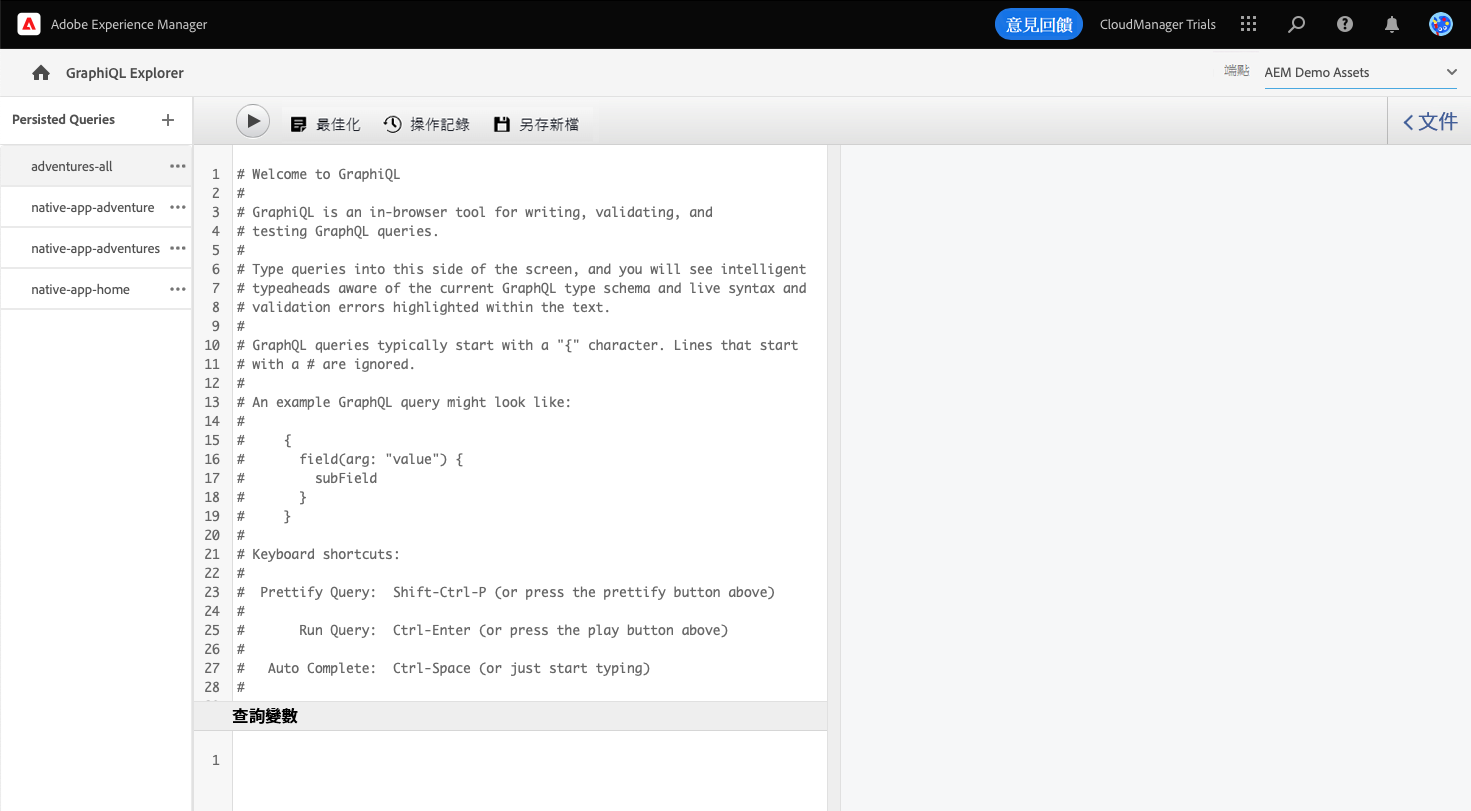 Adobe Experience Manager
意見回饋
CloudManager Trials
GraphiQL Explorer
端點
AEM Demo Assets
Persisted Queries
最佳化
操作記錄
另存新檔
文件
adventures-all
native-app-adventure
native-app-adventures
native-app-home
1 # Welcome to GraphiQL
2 #
3 # GraphiQL is an in-browser tool for writing, validating, and
4 # testing GraphQL queries.
5 #
6 # Type queries into this side of the screen, and you will see intelligent
7 # typeaheads aware of the current GraphQL type schema and live syntax and
8 # validation errors highlighted within the text.
9 #
10 # GraphQL queries typically start with a "{" character. Lines that start
11 # with a # are ignored.
12 #
13 # An example GraphQL query might look like:
14 #
15 #     {
16 #       field(arg: "value") {
17 #         subField
18 #       }
19 #     }
20 #
21 # Keyboard shortcuts:
22 #
23 #  Prettify Query:  Shift-Ctrl-P (or press the prettify button above)
24 #
25 #       Run Query:  Ctrl-Enter (or press the play button above)
26 #
27 #   Auto Complete:  Ctrl-Space (or just start typing)
28 #
查詢變數
1